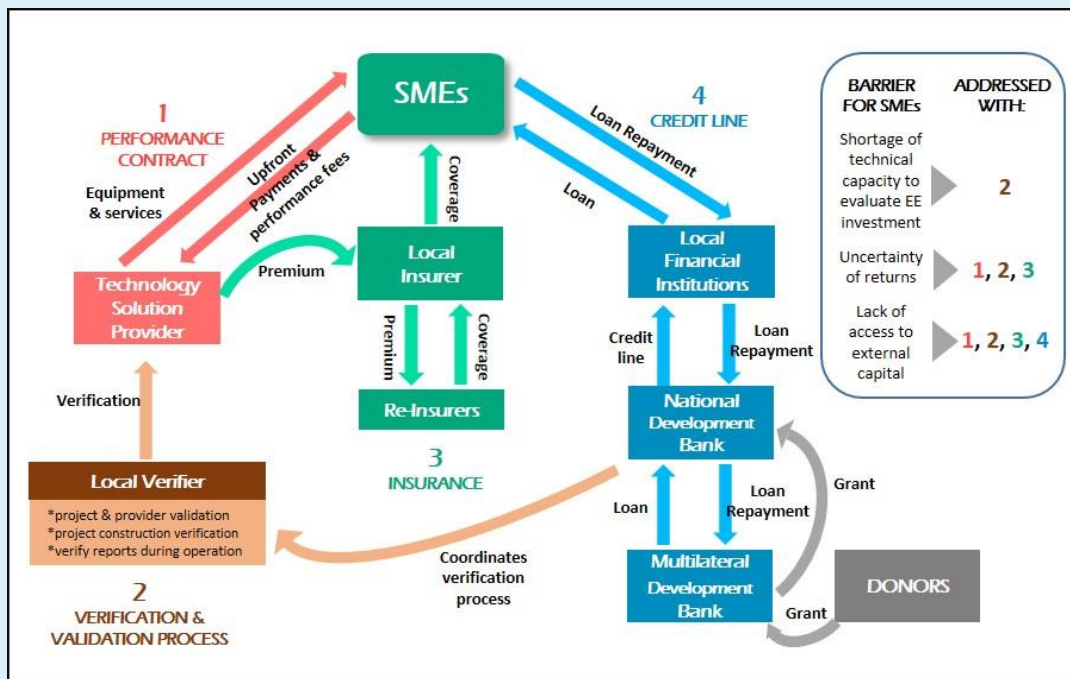 SMEs
1
PERFORMANCE
CONTRACT
Equipment
& services
Upfront
Payments &
performance fees
4
CREDIT LINE
Loan Repayment
Loan
Coverage
Technology
Solution
Provider
Premium
Local
Insurer
Premium
Coverage
Re-Insurers
3
INSURANCE
Local
Financial
Institutions
Credit
line
Loan
Repayment
National
Development
Bank
Loan
Loan
Repayment
Grant
Multilateral
Development
Bank
Grant
DONORS
Verification
Local Verifier
*project & provider validation
*project construction verification
*verify reports during operation
2
VERIFICATION &
VALIDATION PROCESS
Coordinates
verification
process
BARRIER
FOR SMEs
ADDRESSED
WITH:
Shortage of
technical
capacity to
evaluate EE
investment
2
Uncertainty
of returns
1, 2, 3
Lack of
access to
external
capital
1, 2, 3, 4